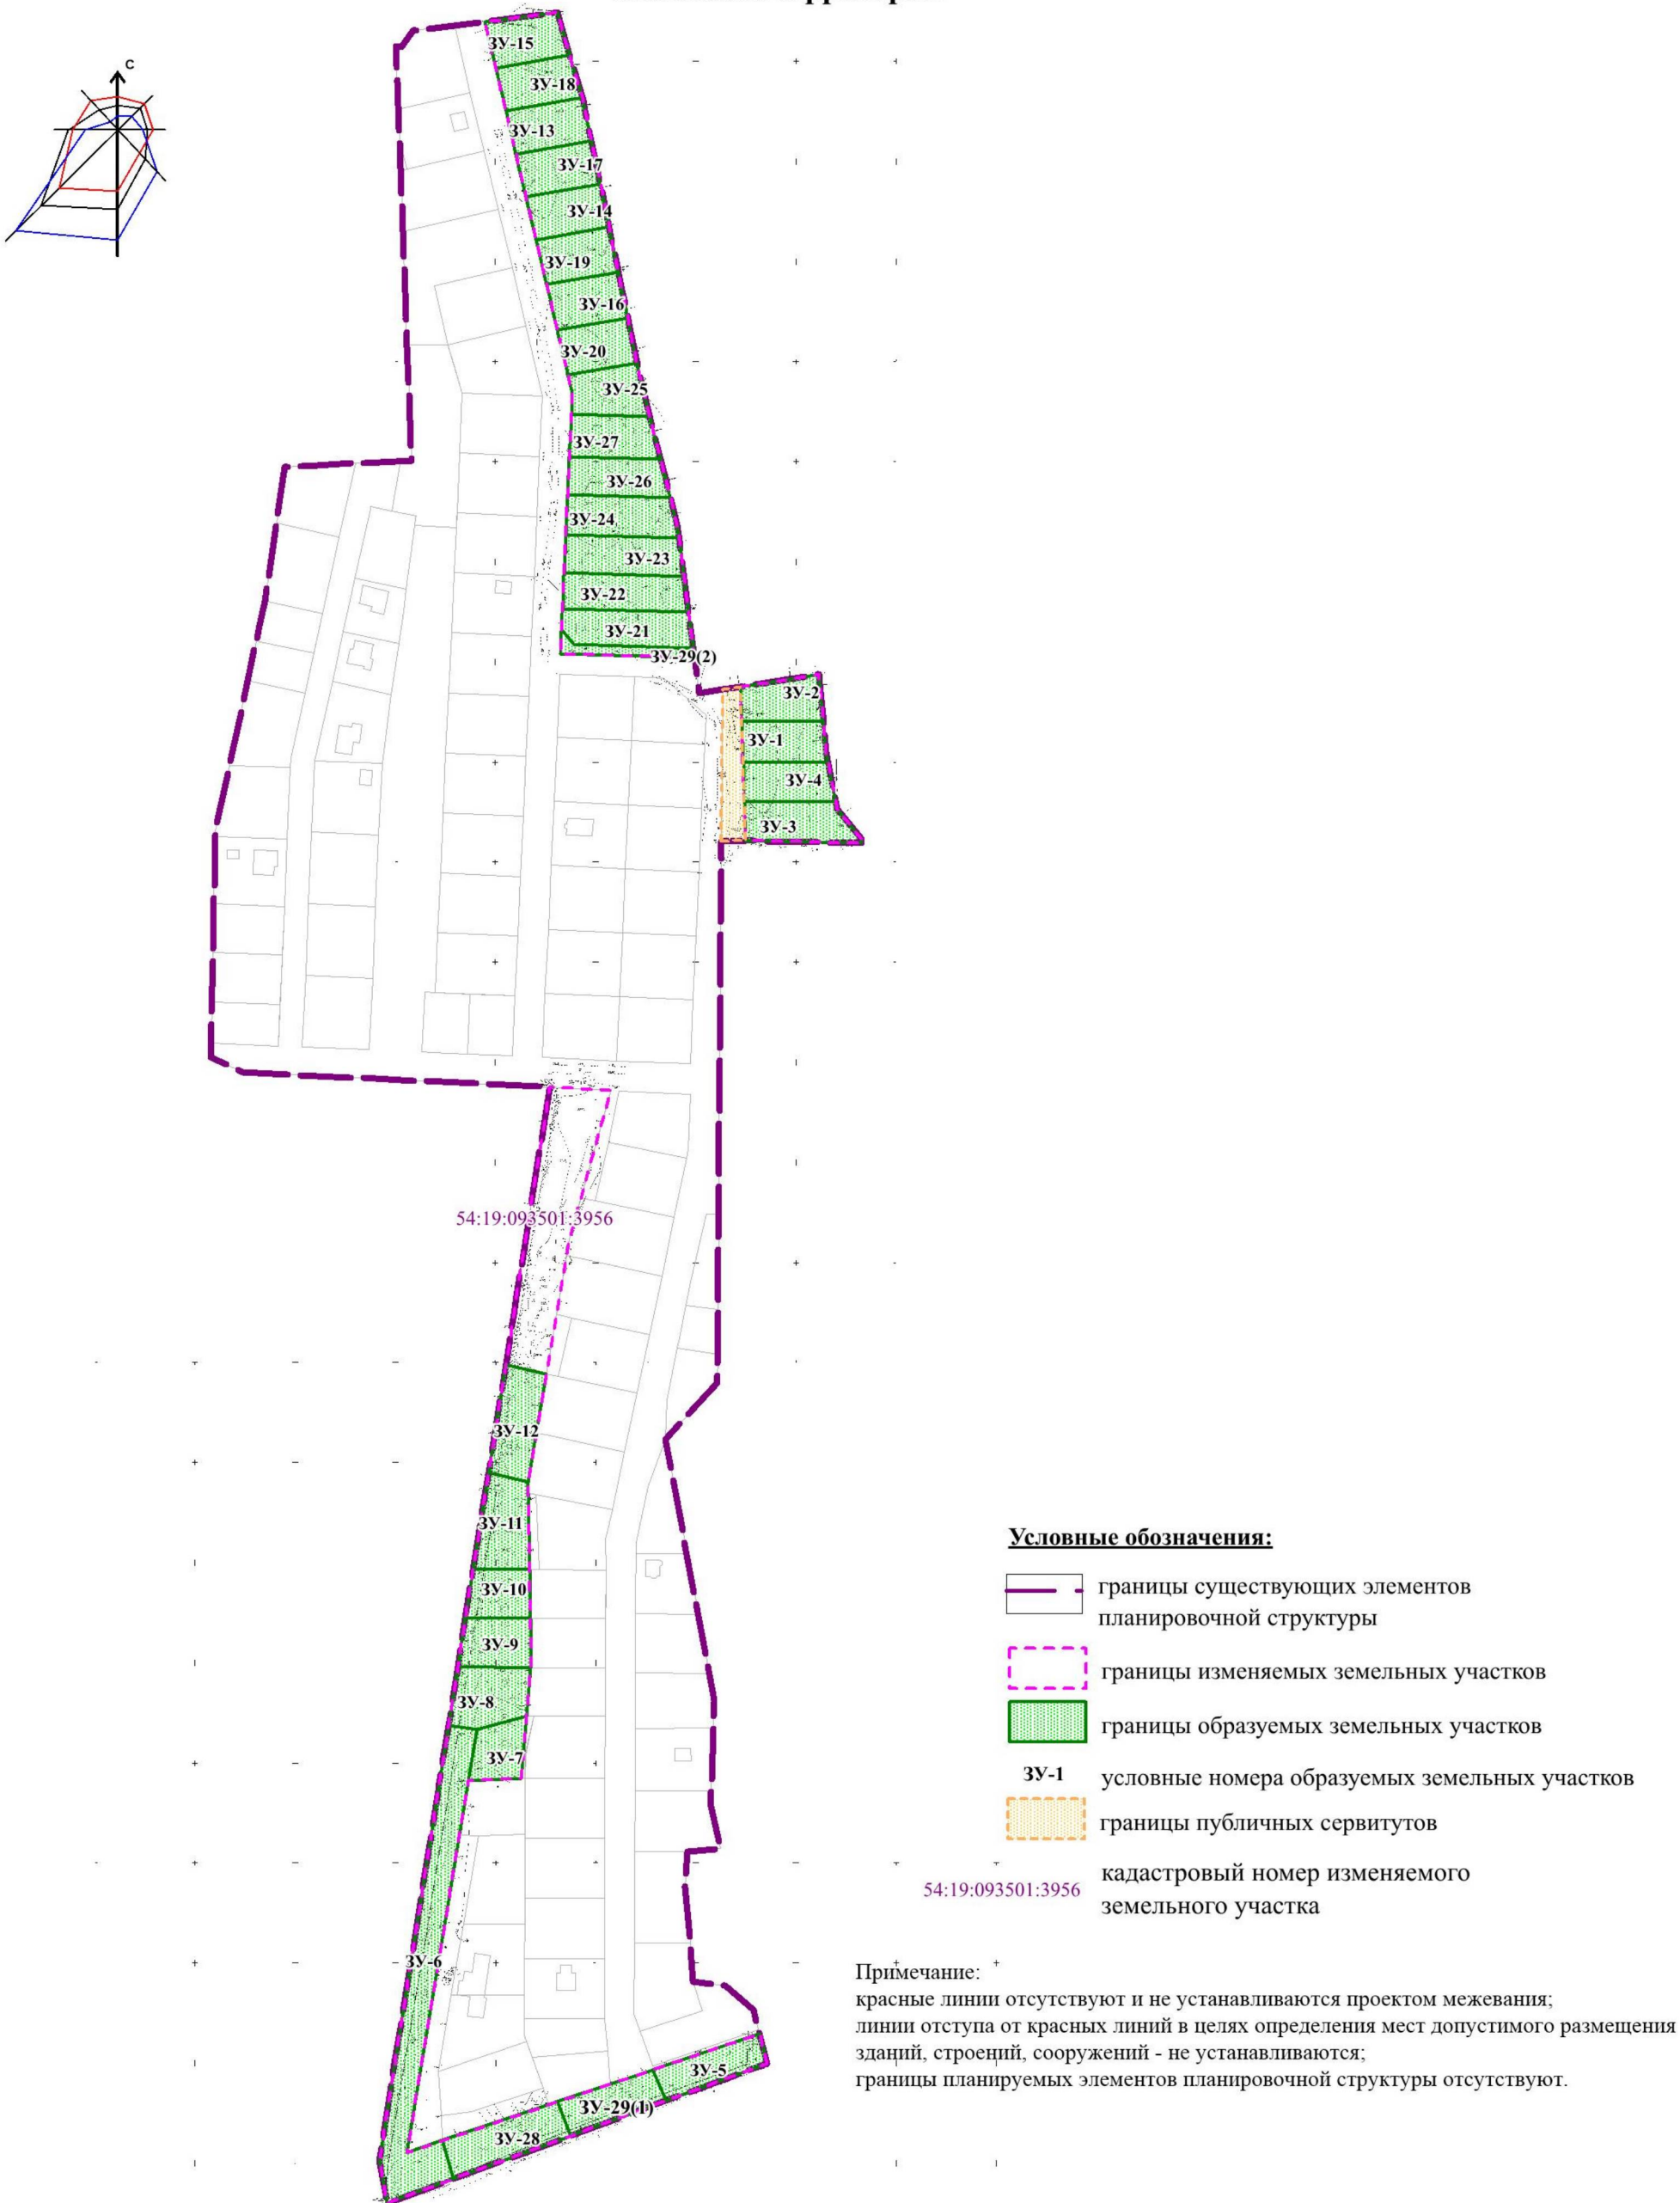 С
ЗУ-15
ЗУ-18
ЗУ-13
ЗУ-17
ЗУ-14
ЗУ-19
ЗУ-16
ЗУ-20
ЗУ-25
ЗУ-27
ЗУ-26
ЗУ-24
ЗУ-23
ЗУ-22
ЗУ-21
ЗУ-29(2)
ЗУ-2
ЗУ-1
ЗУ-4
ЗУ-3
54:19:093501:3956
ЗУ-12
ЗУ-11
ЗУ-10
ЗУ-9
ЗУ-8
ЗУ-7
ЗУ-6
ЗУ-5
ЗУ-29(1)
ЗУ-28
Условные обозначения:
границы существующих элементов
планировочной структуры
границы изменяемых земельных участков
границы образуемых земельных участков
ЗУ-1 условные номера образуемых земельных участков
границы публичных сервитутов
54:19:093501:3956 кадастровый номер изменяемого
земельного участка
Примечание:
красные линии отсутствуют и не устанавливаются проектом межевания;
линии отступа от красных линий в целях определения мест допустимого размещения
зданий, строений, сооружений - не устанавливаются;
границы планируемых элементов планировочной структуры отсутствуют.